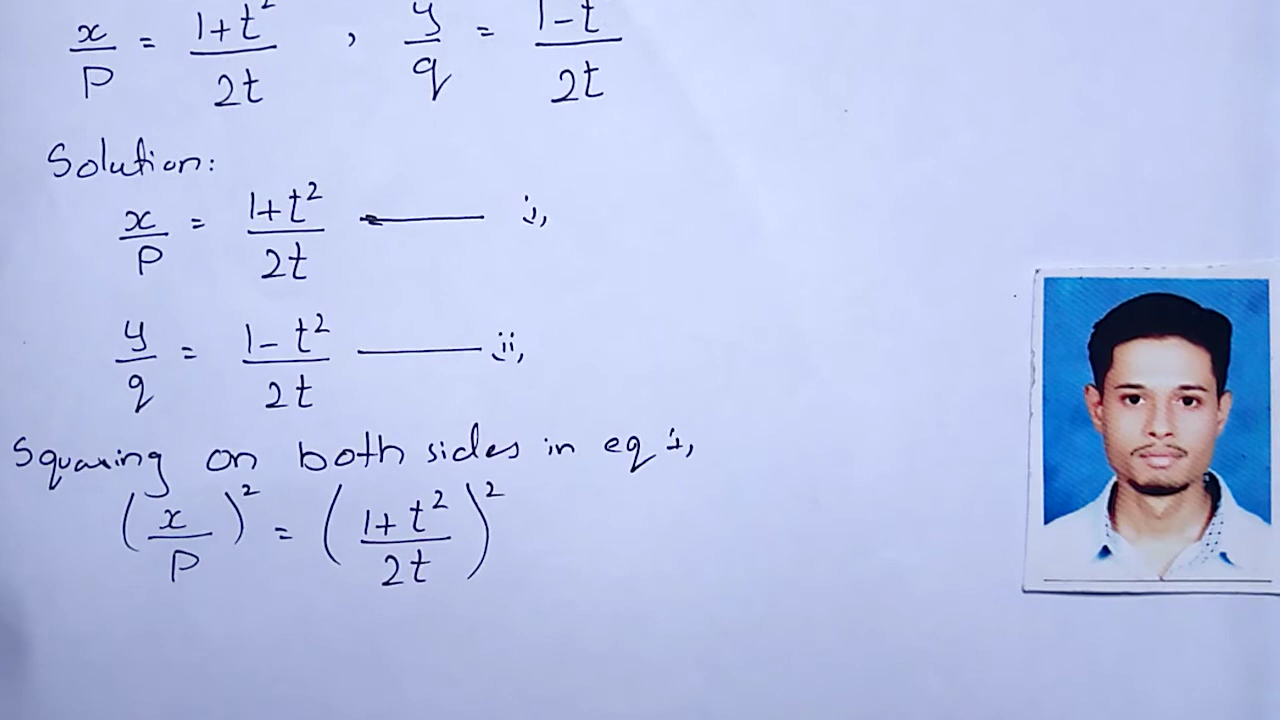 x/p = 1+t²/2t , y/q = 1-t/2t
Solution:
x/p = 1+t²/2t —— i,
y/q = 1-t²/2t —— ii,
Squaring on both sides in eq i,
(x/p)² = (1+t²/2t)²